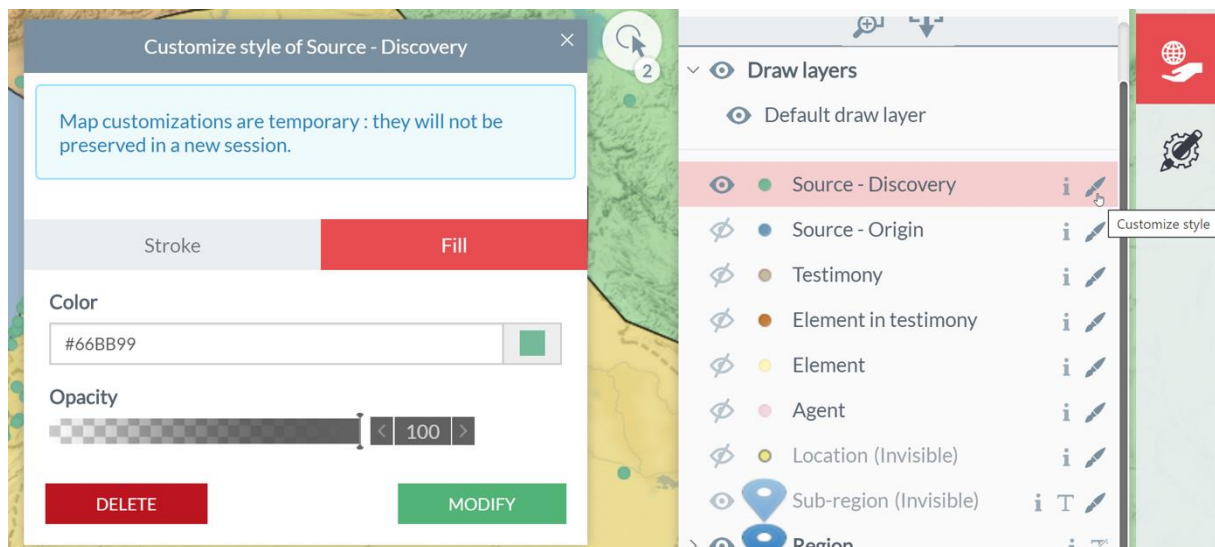 Customize style of Source - Discovery
Map customizations are temporary : they will not be
preserved in a new session.
Stroke
Fill
Color
#66BB99
Opacity
100
DELETE
MODIFY
2
Draw layers
Default draw layer
Source - Discovery
Customize style
Source - Origin
Testimony
Element in testimony
Element
Agent
Location (Invisible)
Sub-region (Invisible)
T
Region